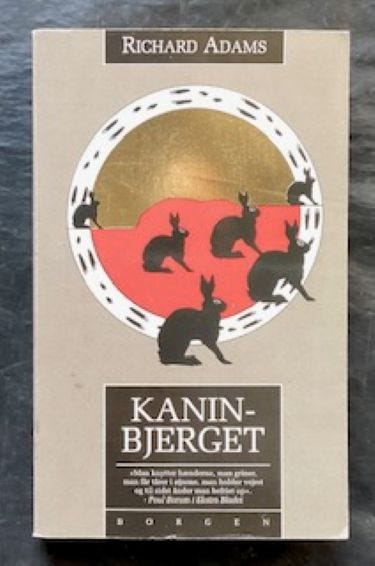 RICHARD ADAMS
KANIN-
BJERGET
«Man knytter hænderne, man griner,
man får tårer i øjnene, man holder vejret
og til sidst ånder man befriet op».
- Poul Borum i Ekstra Bladet
BORGEN